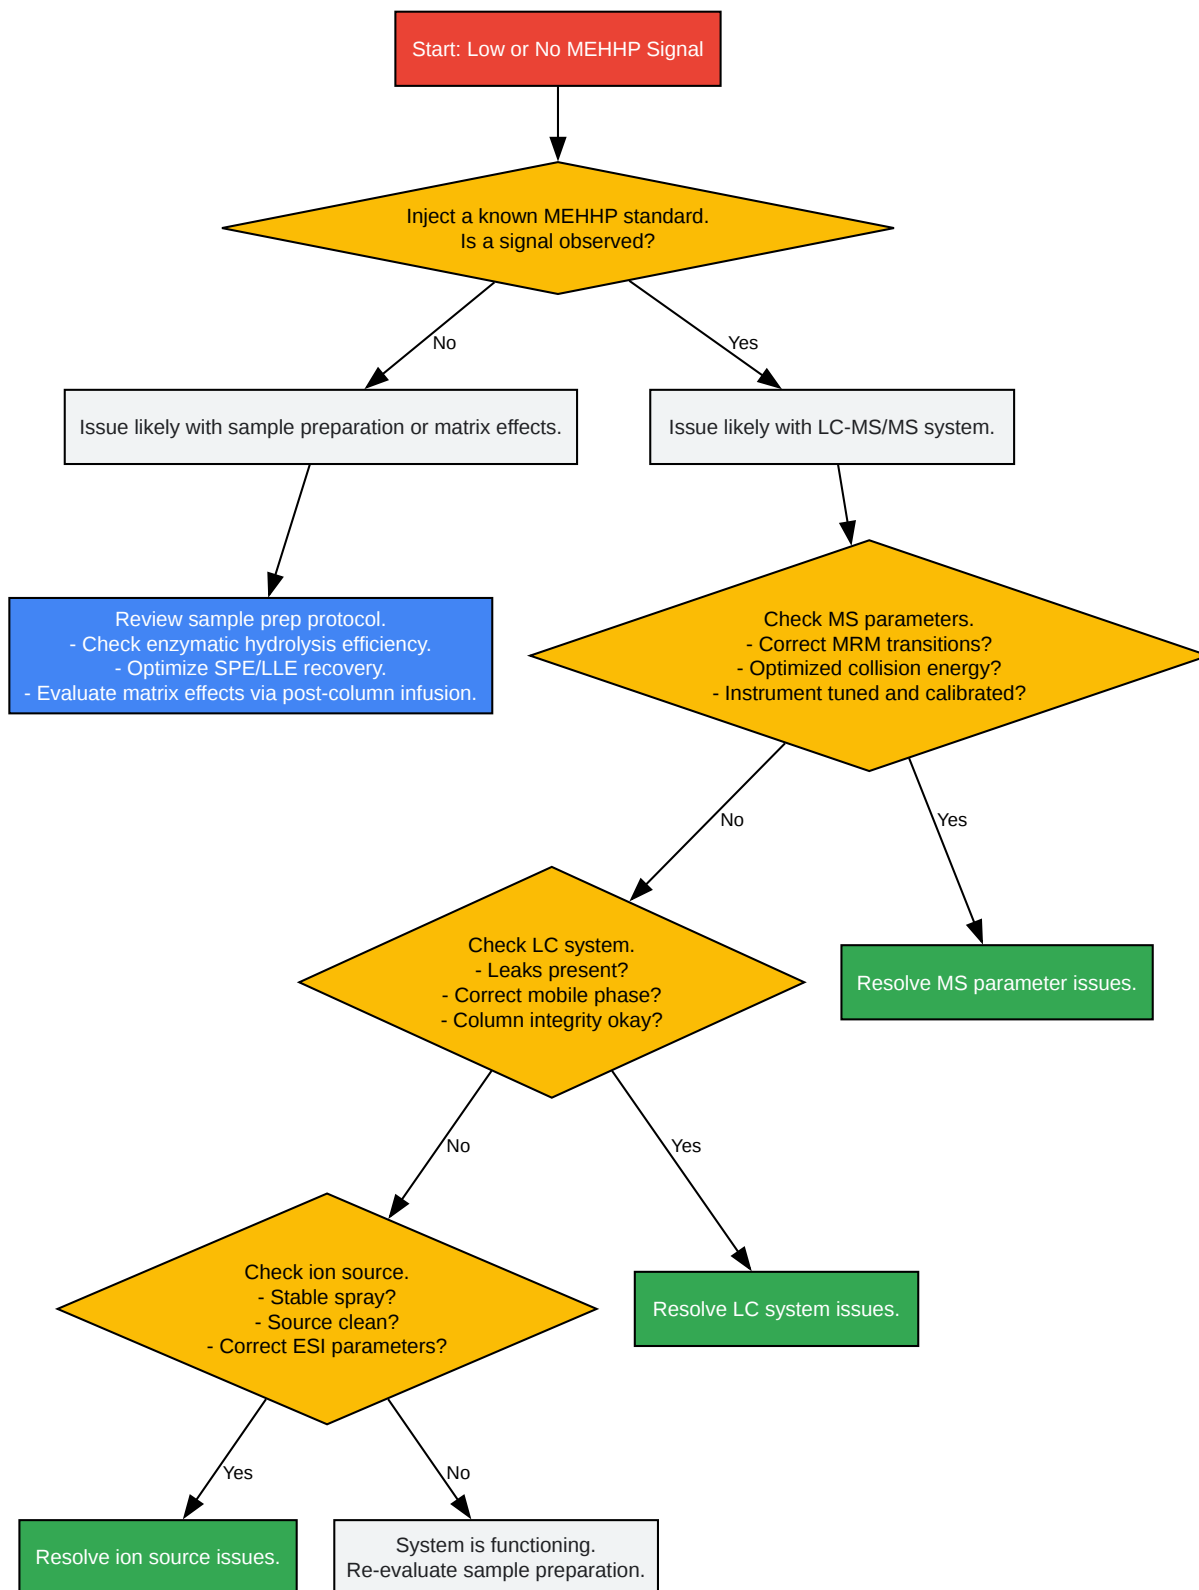 Start: Low or No MEHHP Signal
Inject a known MEHHP standard.
Is a signal observed?
No
Yes
Issue likely with sample preparation or matrix effects.
Issue likely with LC-MS/MS system.
Review sample prep protocol.
- Check enzymatic hydrolysis efficiency.
- Optimize SPE/LLE recovery.
- Evaluate matrix effects via post-column infusion.
Check MS parameters.
- Correct MRM transitions?
- Optimized collision energy?
- Instrument tuned and calibrated?
No
Yes
Check LC system.
- Leaks present?
- Correct mobile phase?
- Column integrity okay?
Resolve MS parameter issues.
No
Yes
Check ion source.
- Stable spray?
- Source clean?
- Correct ESI parameters?
Resolve LC system issues.
Yes
No
Resolve ion source issues.
System is functioning.
Re-evaluate sample preparation.